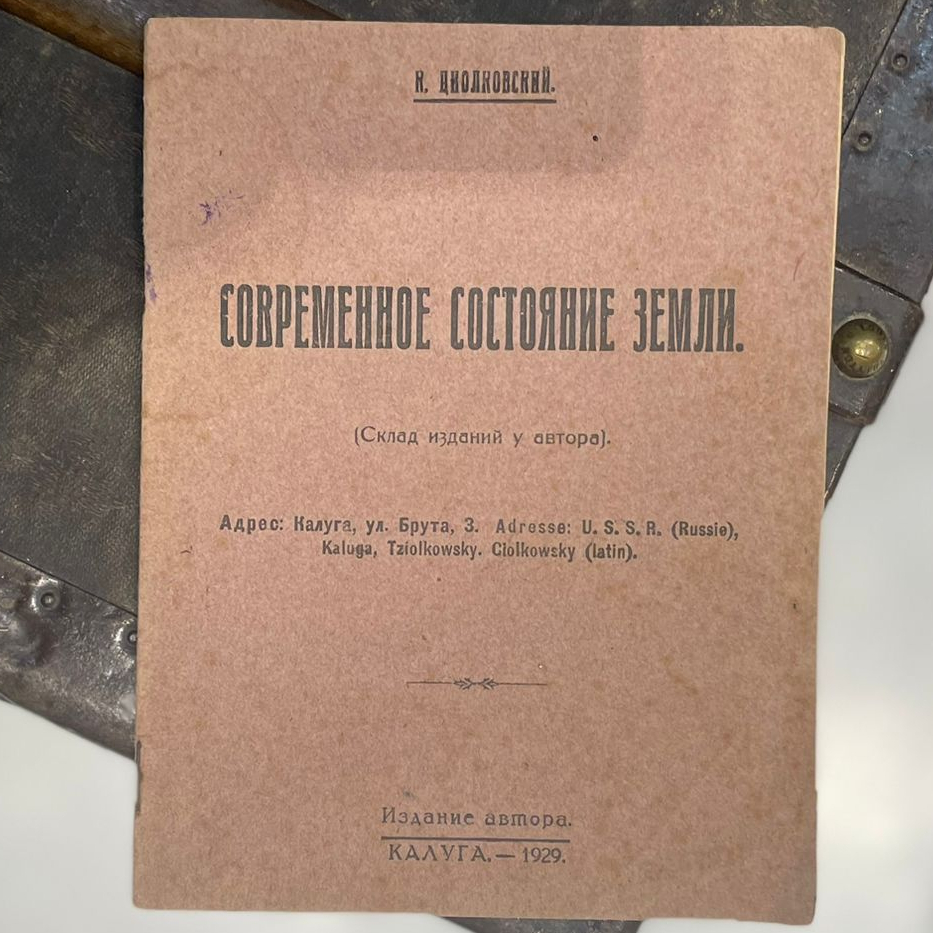 К. ЦИОЛКОВСКИЙ.
СОВРЕМЕННОЕ СОСТОЯНИЕ ЗЕМЛИ.
(Склад изданий у автора).
Адрес: Калуга, ул. Брута, 3. Adresse: U. S. S. R. (Russie),
Kaluga, Tziolkowsky. Ciolkowsky (latin).
Издание автора.
КАЛУГА.— 1929.